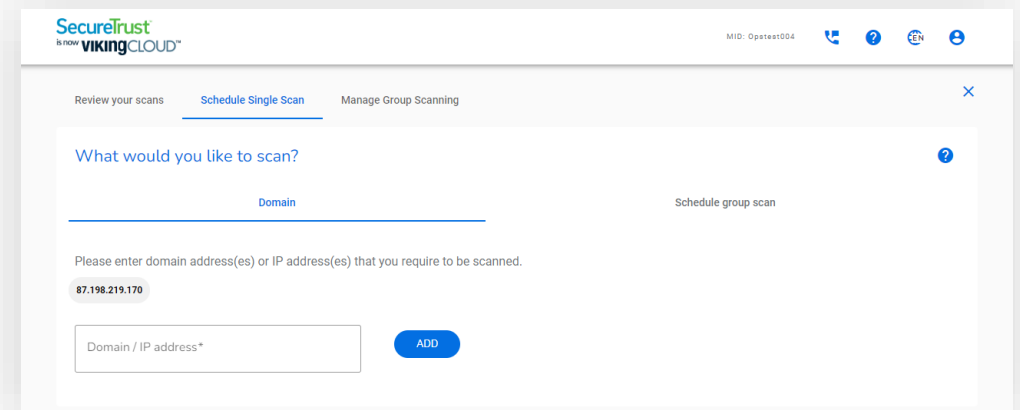 SecureTrust
is now VIKINGCLOUD™
MID: Opstest004
EN
Review your scans
Schedule Single Scan
Manage Group Scanning
What would you like to scan?
Domain
Schedule group scan
Please enter domain address(es) or IP address(es) that you require to be scanned.
87.198.219.170
Domain / IP address*
ADD